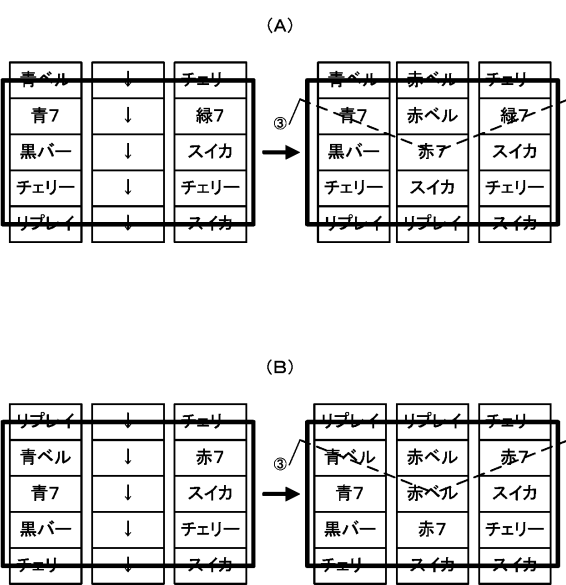 (A)
青ベル ↓ チェリー 青ベル 赤ベル チェリー
青7 ↓ 緑7 ③ 青7 赤ベル 緑7
黒バー ↓ スイカ 黒バー 赤7 スイカ
チェリー ↓ チェリー チェリー スイカ チェリー
リプレイ ↓ スイカ リプレイ リプレイ スイカ
(B)
リプレイ ↓ チェリー リプレイ リプレイ チェリー
青ベル ↓ 赤7 ③ 青ベル 赤ベル 赤7
青7 ↓ スイカ 青7 赤ベル スイカ
黒バー ↓ チェリー 黒バー 赤7 チェリー
チェリー ↓ スイカ チェリー スイカ スイカ